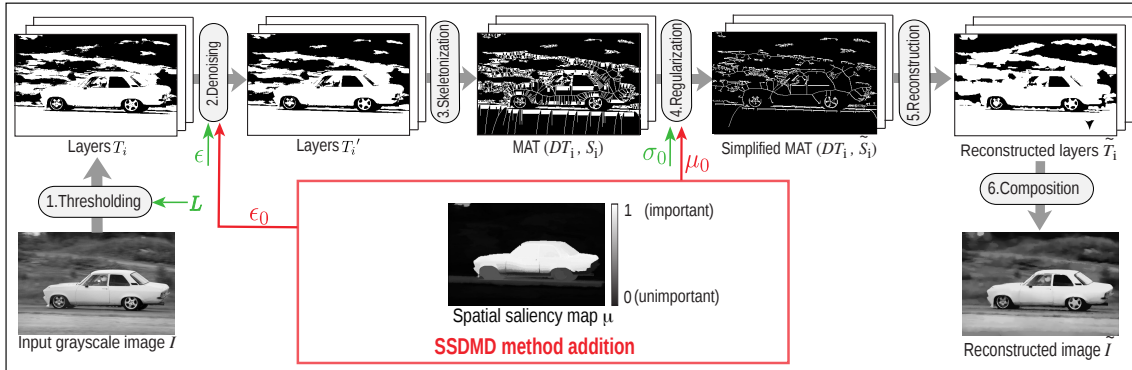 2.Denoising
3.Skeletonization
4.Regularization
5.Reconstruction
Layers Tᵢ
Layers Tᵢ′
MAT (DTᵢ , Sᵢ)
Simplified MAT (DTᵢ , S̃ᵢ)
Reconstructed layers T̃ᵢ
ϵ
σ₀
μ₀
1.Thresholding
L
ϵ₀
6.Composition
1 (important)
0 (unimportant)
Spatial saliency map μ
SSDMD method addition
Input grayscale image I
Reconstructed image Ĩ